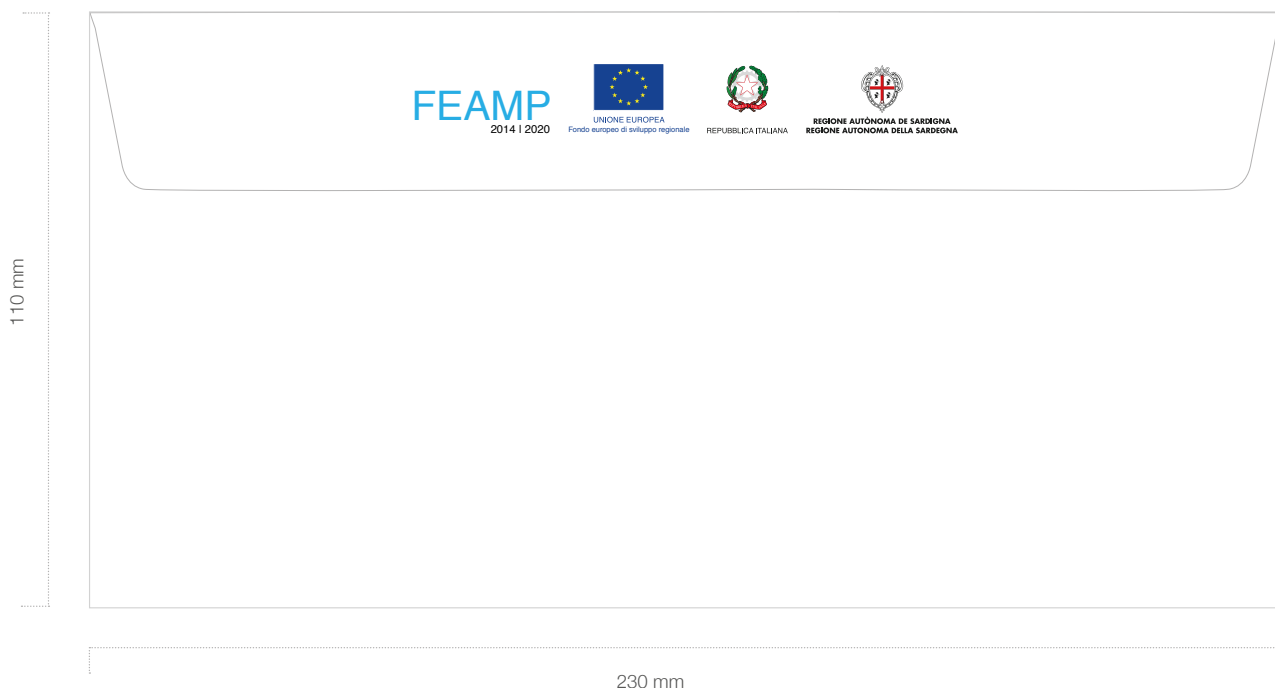 FEAMP
2014 | 2020
UNIONE EUROPEA
Fondo europeo di sviluppo regionale
REPUBBLICA ITALIANA
REGIONE AUTÒNOMA DE SARDIGNA
REGIONE AUTONOMA DELLA SARDEGNA
110 mm
230 mm